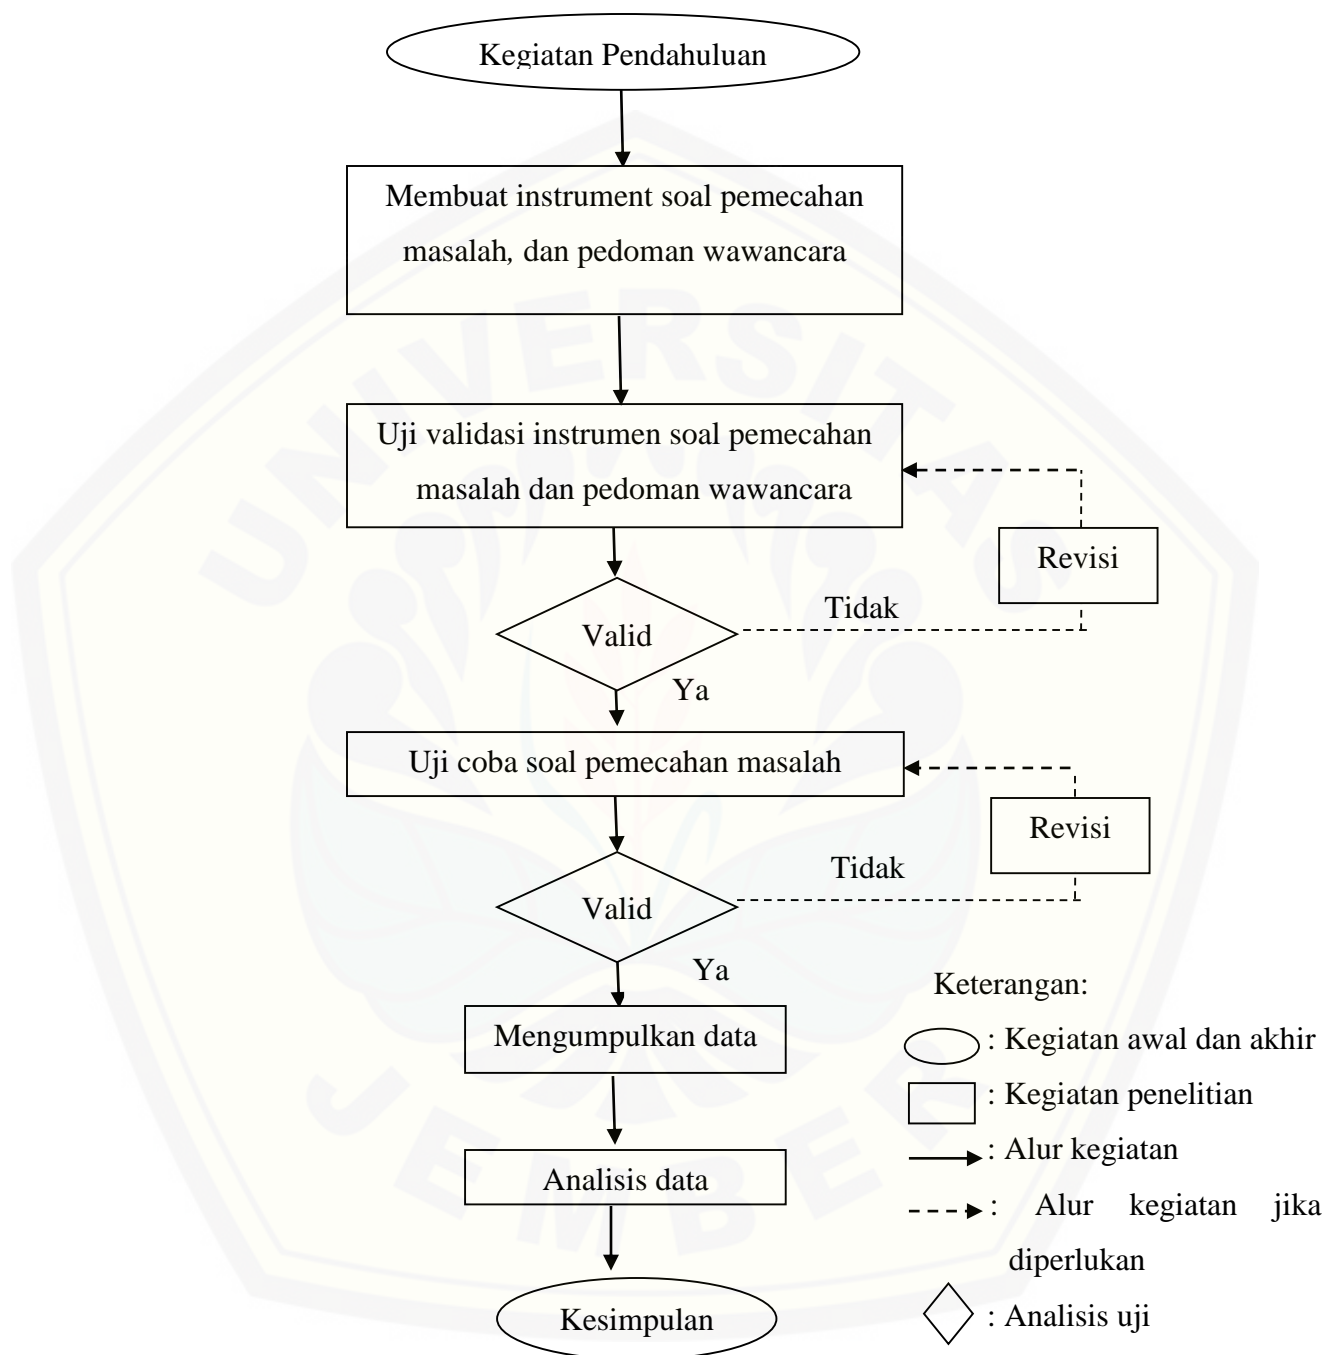 Kegiatan Pendahuluan
Membuat instrument soal pemecahan
masalah, dan pedoman wawancara
Uji validasi instrumen soal pemecahan
masalah dan pedoman wawancara
Revisi
Tidak
Valid
Ya
Uji coba soal pemecahan masalah
Revisi
Tidak
Valid
Ya
Mengumpulkan data
Analisis data
Kesimpulan
Keterangan:
: Kegiatan awal dan akhir
: Kegiatan penelitian
: Alur kegiatan
: Alur kegiatan jika
diperlukan
: Analisis uji
UNIVERSITAS
JEMBER